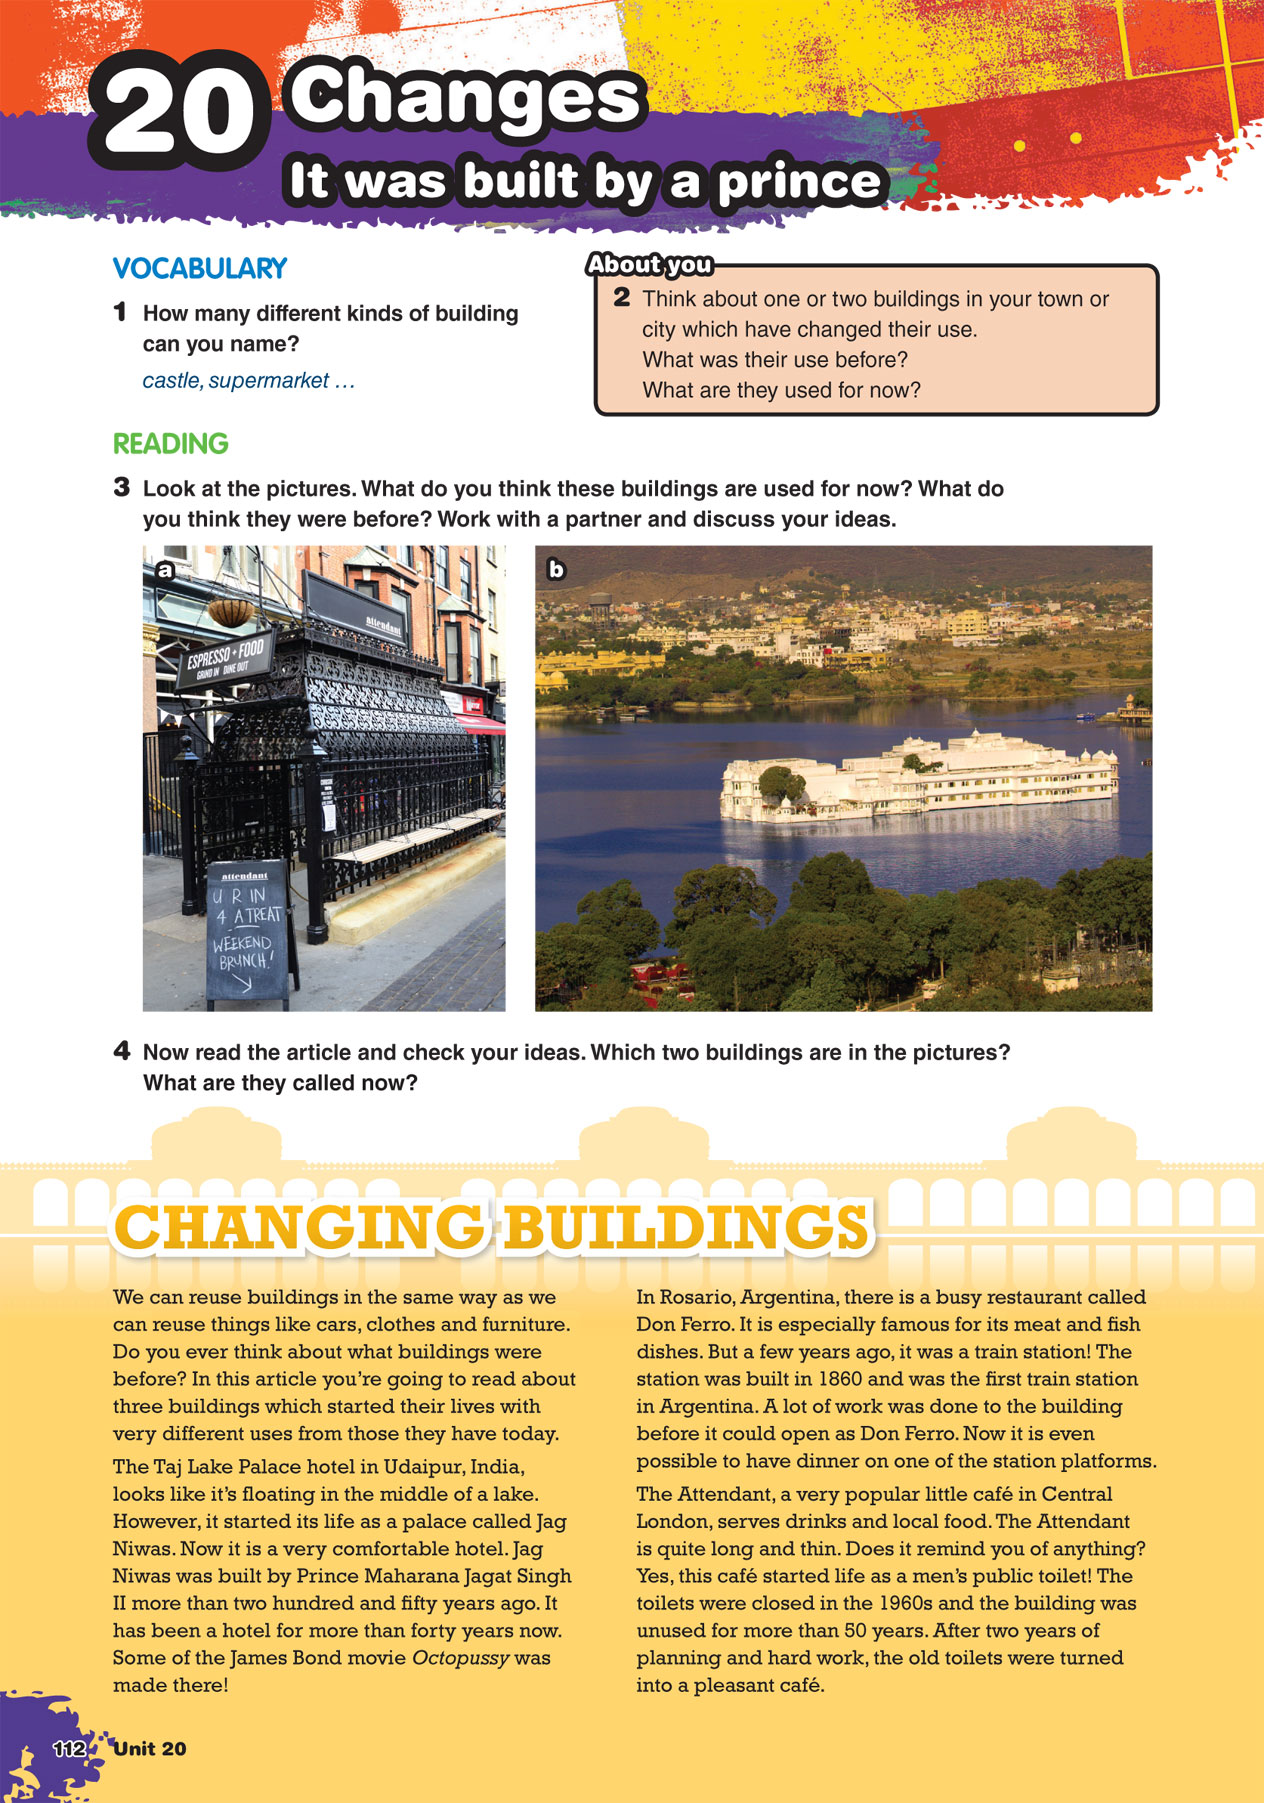 20 Changes
It was built by a prince
VOCABULARY
1 How many different kinds of building
can you name?
castle, supermarket …
About you
2 Think about one or two buildings in your town or
city which have changed their use.
What was their use before?
What are they used for now?
READING
3 Look at the pictures. What do you think these buildings are used for now? What do
you think they were before? Work with a partner and discuss your ideas.
a
attendant
ESPRESSO + FOOD
GRIND IN DINE OUT
attendant
U R IN
4 A TREAT
WEEKEND
BRUNCH!
b
4 Now read the article and check your ideas. Which two buildings are in the pictures?
What are they called now?
CHANGING BUILDINGS
We can reuse buildings in the same way as we
can reuse things like cars, clothes and furniture.
Do you ever think about what buildings were
before? In this article you're going to read about
three buildings which started their lives with
very different uses from those they have today.
The Taj Lake Palace hotel in Udaipur, India,
looks like it's floating in the middle of a lake.
However, it started its life as a palace called Jag
Niwas. Now it is a very comfortable hotel. Jag
Niwas was built by Prince Maharana Jagat Singh
II more than two hundred and fifty years ago. It
has been a hotel for more than forty years now.
Some of the James Bond movie Octopussy was
made there!
In Rosario, Argentina, there is a busy restaurant called
Don Ferro. It is especially famous for its meat and fish
dishes. But a few years ago, it was a train station! The
station was built in 1860 and was the first train station
in Argentina. A lot of work was done to the building
before it could open as Don Ferro. Now it is even
possible to have dinner on one of the station platforms.
The Attendant, a very popular little café in Central
London, serves drinks and local food. The Attendant
is quite long and thin. Does it remind you of anything?
Yes, this café started life as a men's public toilet! The
toilets were closed in the 1960s and the building was
unused for more than 50 years. After two years of
planning and hard work, the old toilets were turned
into a pleasant café.
112 Unit 20